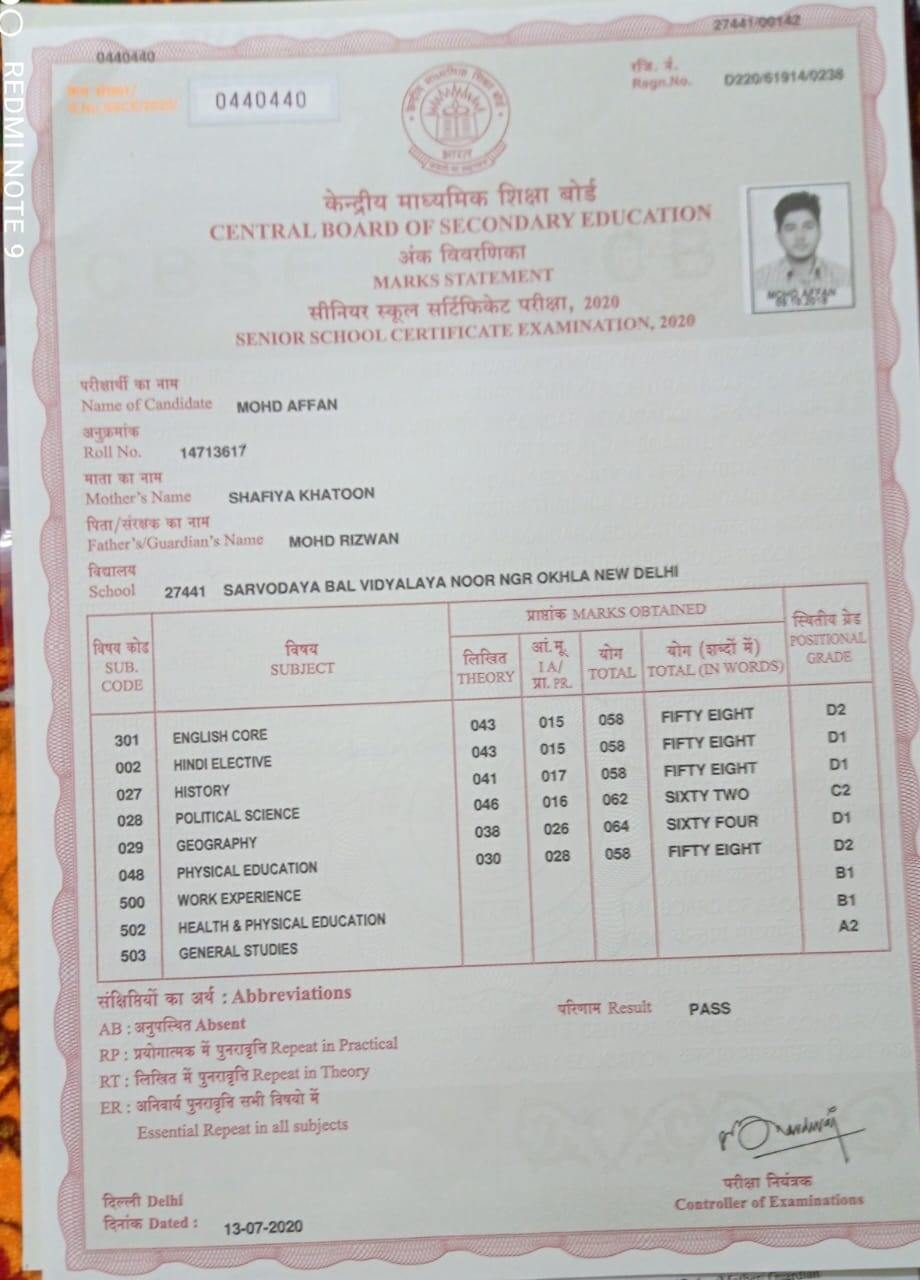 27441/00142
0440440
रजि. नं.
Regn.No. D220/61914/0238
0440440
भारत
केन्द्रीय माध्यमिक शिक्षा बोर्ड
CENTRAL BOARD OF SECONDARY EDUCATION
अंक विवरणिका
MARKS STATEMENT
सीनियर स्कूल सर्टिफिकेट परीक्षा, 2020
SENIOR SCHOOL CERTIFICATE EXAMINATION, 2020
MOHD AFFAN
परीक्षार्थी का नाम
Name of Candidate MOHD AFFAN
अनुक्रमांक
Roll No. 14713617
माता का नाम
Mother's Name SHAFIYA KHATOON
पिता/संरक्षक का नाम
Father's/Guardian's Name MOHD RIZWAN
विद्यालय
School 27441 SARVODAYA BAL VIDYALAYA NOOR NGR OKHLA NEW DELHI
विषय कोड SUB. CODE विषय SUBJECT प्राप्तांक MARKS OBTAINED स्थितीय ग्रेड POSITIONAL GRADE
लिखित THEORY आं.मू. I A/ प्रा. PR. योग TOTAL योग (शब्दों में) TOTAL (IN WORDS)
301 ENGLISH CORE 043 015 058 FIFTY EIGHT D2
002 HINDI ELECTIVE 043 015 058 FIFTY EIGHT D1
027 HISTORY 041 017 058 FIFTY EIGHT D1
028 POLITICAL SCIENCE 046 016 062 SIXTY TWO C2
029 GEOGRAPHY 038 026 064 SIXTY FOUR D1
048 PHYSICAL EDUCATION 030 028 058 FIFTY EIGHT D2
500 WORK EXPERIENCE B1
502 HEALTH & PHYSICAL EDUCATION B1
503 GENERAL STUDIES A2
संक्षिप्तियों का अर्थ : Abbreviations
परिणाम Result PASS
AB : अनुपस्थित Absent
RP : प्रयोगात्मक में पुनरावृत्ति Repeat in Practical
RT : लिखित में पुनरावृत्ति Repeat in Theory
ER : अनिवार्य पुनरावृत्ति सभी विषयो में
Essential Repeat in all subjects
दिल्ली Delhi
दिनांक Dated : 13-07-2020
परीक्षा नियंत्रक
Controller of Examinations
REDMI NOTE 9